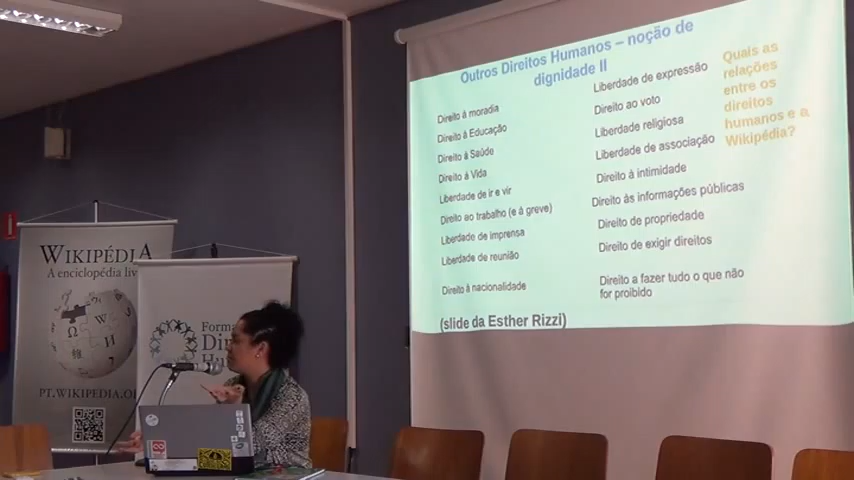 Outros Direitos Humanos – noção de
dignidade II
Direito à moradia
Direito à Educação
Direito à Saúde
Direito à Vida
Liberdade de ir e vir
Direito ao trabalho (e à greve)
Liberdade de imprensa
Liberdade de reunião
Direito à nacionalidade
(slide da Esther Rizzi)
Liberdade de expressão
Direito ao voto
Liberdade religiosa
Liberdade de associação
Direito à intimidade
Direito às informações públicas
Direito de propriedade
Direito de exigir direitos
Direito a fazer tudo o que não
for proibido
Quais as
relações
entre os
direitos
humanos e a
Wikipédia?
WIKIPÉDIA
A enciclopédia liv
PT.WIKIPEDIA.O
Forma
Dir
Hu